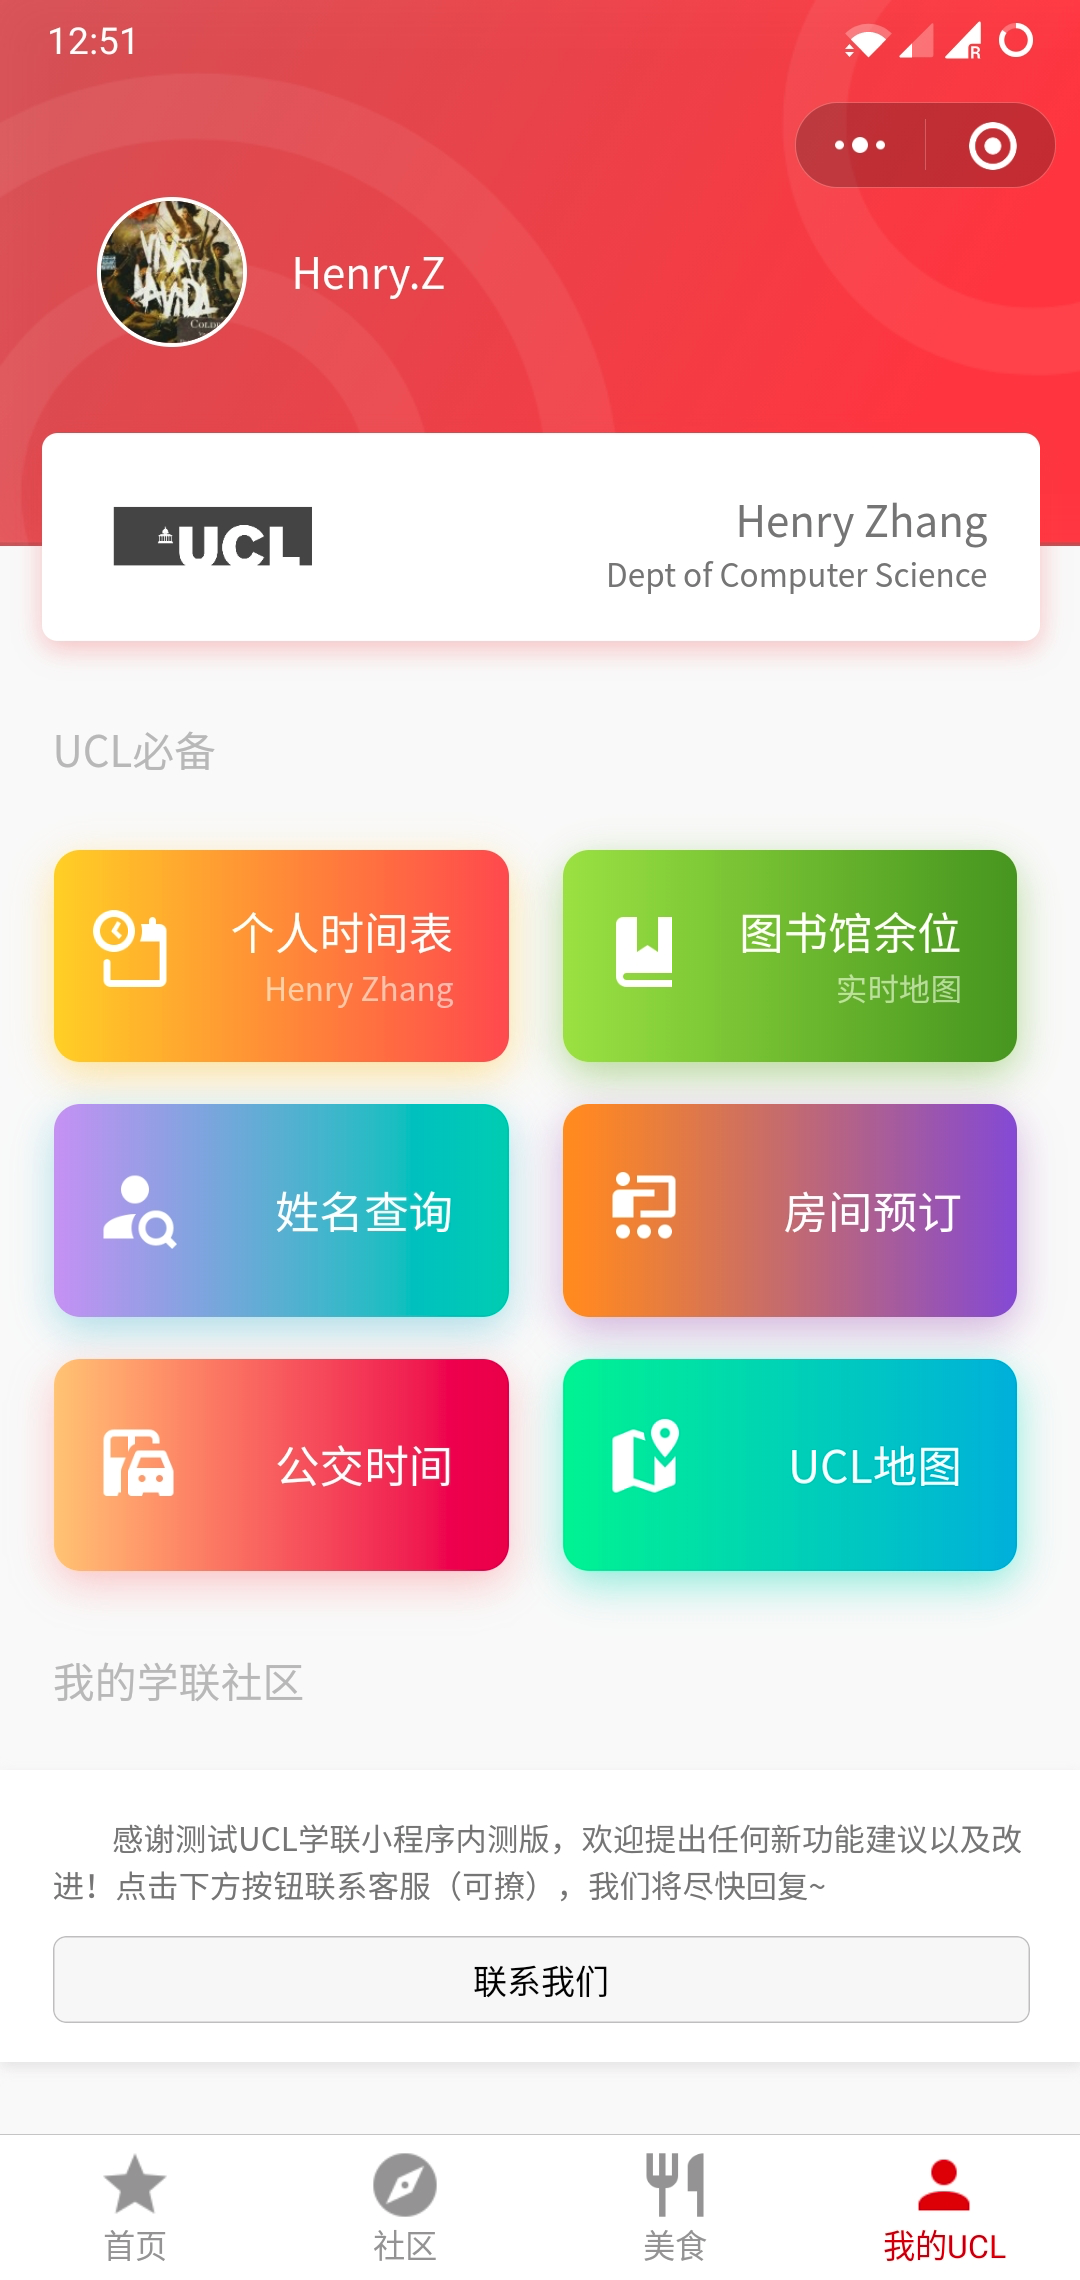 12:51
R
VIVA
LA VIDA
COLDP
Henry.Z
UCL
Henry Zhang
Dept of Computer Science
UCL必备
个人时间表
Henry Zhang
图书馆余位
实时地图
姓名查询
房间预订
公交时间
UCL地图
我的学联社区
感谢测试UCL学联小程序内测版，欢迎提出任何新功能建议以及改
进！点击下方按钮联系客服（可撩），我们将尽快回复~
联系我们
首页
社区
美食
我的UCL